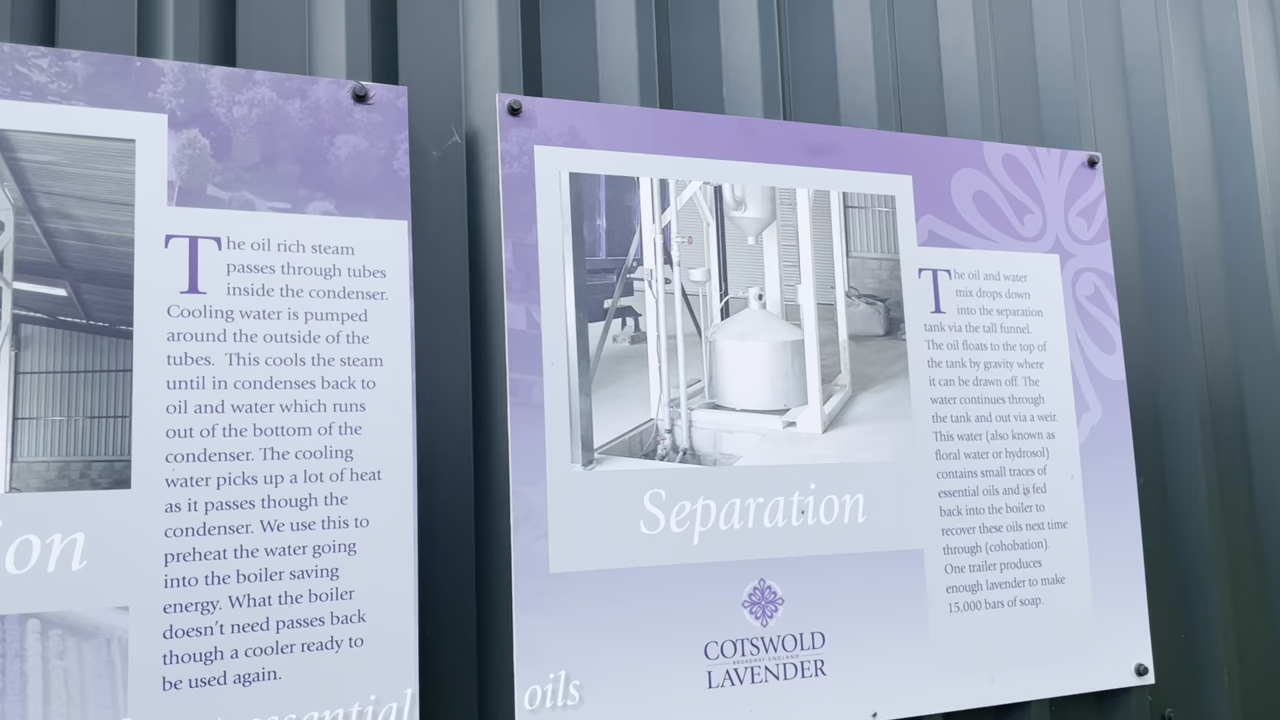 The oil rich steam
passes through tubes
inside the condenser.
Cooling water is pumped
around the outside of the
tubes. This cools the steam
until in condenses back to
oil and water which runs
out of the bottom of the
condenser. The cooling
water picks up a lot of heat
as it passes though the
condenser. We use this to
preheat the water going
into the boiler saving
energy. What the boiler
doesn't need passes back
though a cooler ready to
be used again.
ion
essential
oils
Separation
COTSWOLD
BROADWAY ENGLAND
LAVENDER
The oil and water
mix drops down
into the separation
tank via the tall funnel.
The oil floats to the top of
the tank by gravity where
it can be drawn off. The
water continues through
the tank and out via a weir.
This water (also known as
floral water or hydrosol)
contains small traces of
essential oils and is fed
back into the boiler to
recover these oils next time
through (cohobation).
One trailer produces
enough lavender to make
15,000 bars of soap.